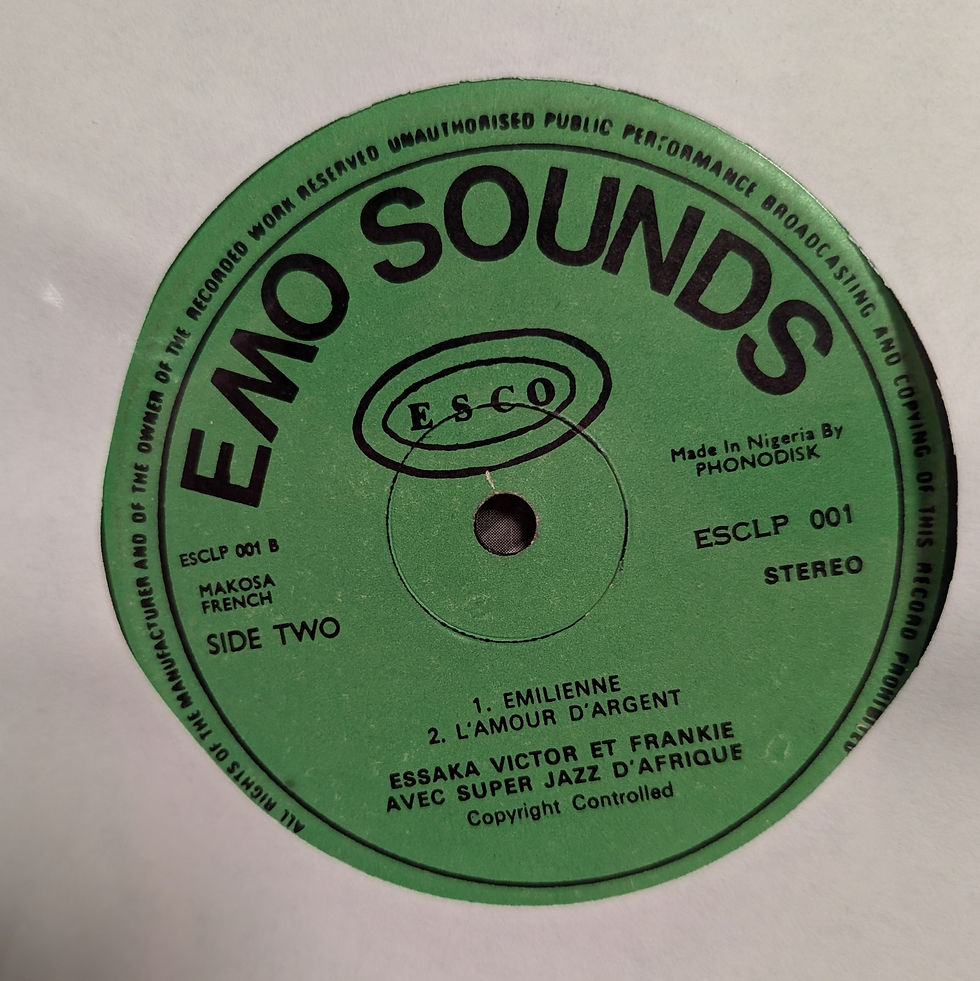 ALL RIGHTS OF THE MANUFACTURER AND OF THE OWNER OF THE RECORDED WORK RESERVED UNAUTHORISED PUBLIC PERFORMANCE BROADCASTING AND COPYING OF THIS RECORD PROHIBITED
EMO SOUNDS
ESCO
Made In Nigeria By
PHONODISK
ESCLP 001
STEREO
ESCLP 001 B
MAKOSA
FRENCH
SIDE TWO
1. EMILIENNE
2. L'AMOUR D'ARGENT
ESSAKA VICTOR ET FRANKIE
AVEC SUPER JAZZ D'AFRIQUE
Copyright Controlled